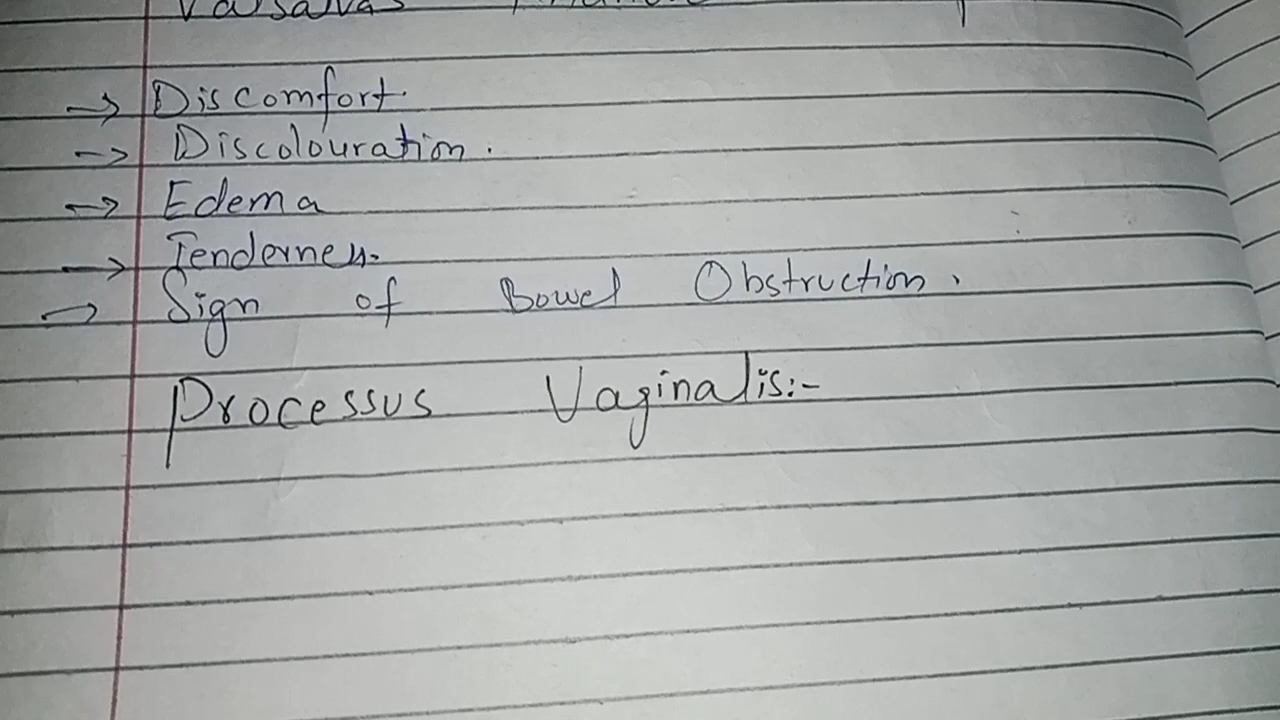 → Discomfort.
→ Discolouration.
→ Edema
→ Tenderness.
→ Sign of Bowel Obstruction.
Processus Vaginalis:-